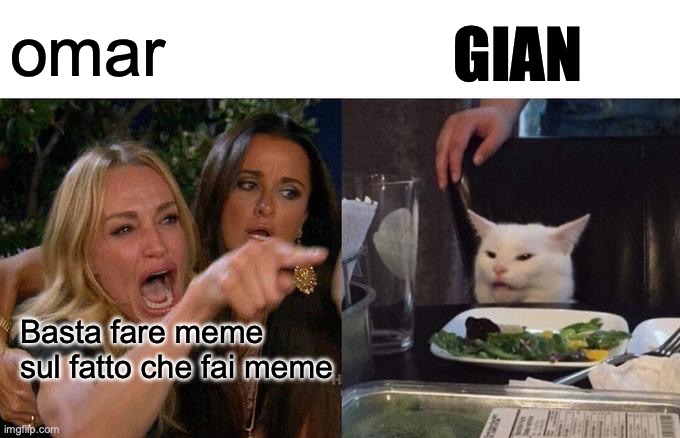 omar
GIAN
Basta fare meme
sul fatto che fai meme
imgflip.com